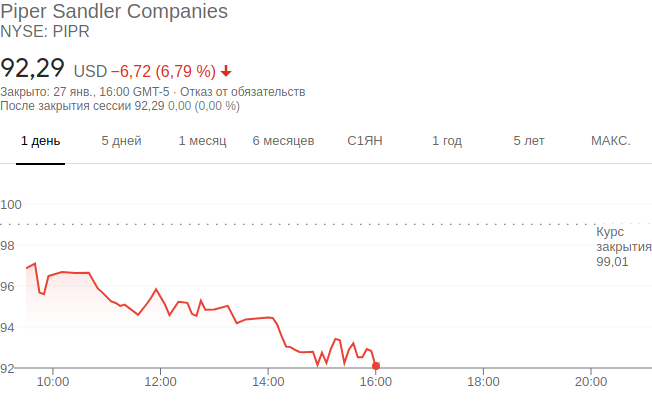 Piper Sandler Companies
NYSE: PIPR
92,29 USD −6,72 (6,79 %)
Закрыто: 27 янв., 16:00 GMT-5 · Отказ от обязательств
После закрытия сессии 92,29 0,00 (0,00 %)
1 день 5 дней 1 месяц 6 месяцев С1ЯН 1 год 5 лет МАКС.
100
Курс
закрытия
99,01
98
96
94
92
10:00 12:00 14:00 16:00 18:00 20:00